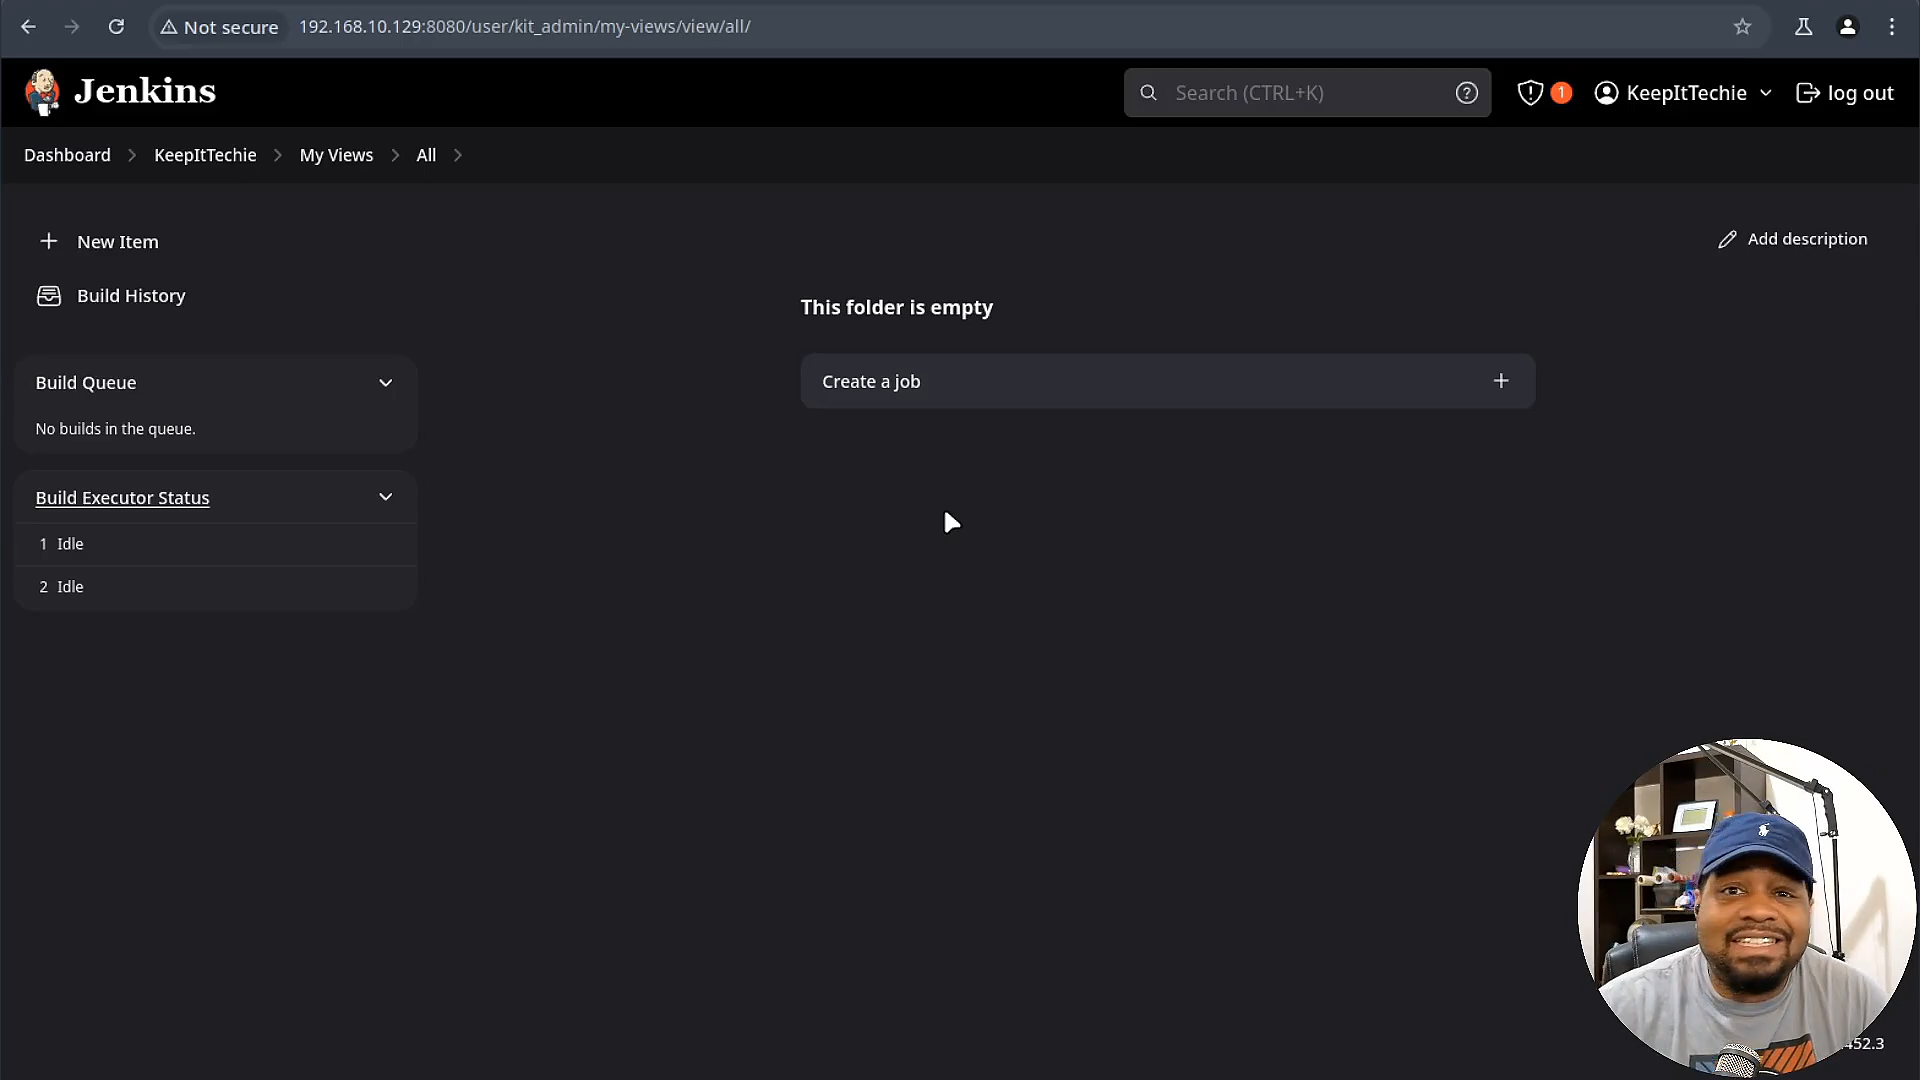 Not secure 192.168.10.129:8080/user/kit_admin/my-views/view/all/
Jenkins
Search (CTRL+K)
1
KeepItTechie
log out
Dashboard
KeepItTechie
My Views
All
New Item
Build History
Add description
This folder is empty
Create a job
Build Queue
No builds in the queue.
Build Executor Status
1 Idle
2 Idle
452.3